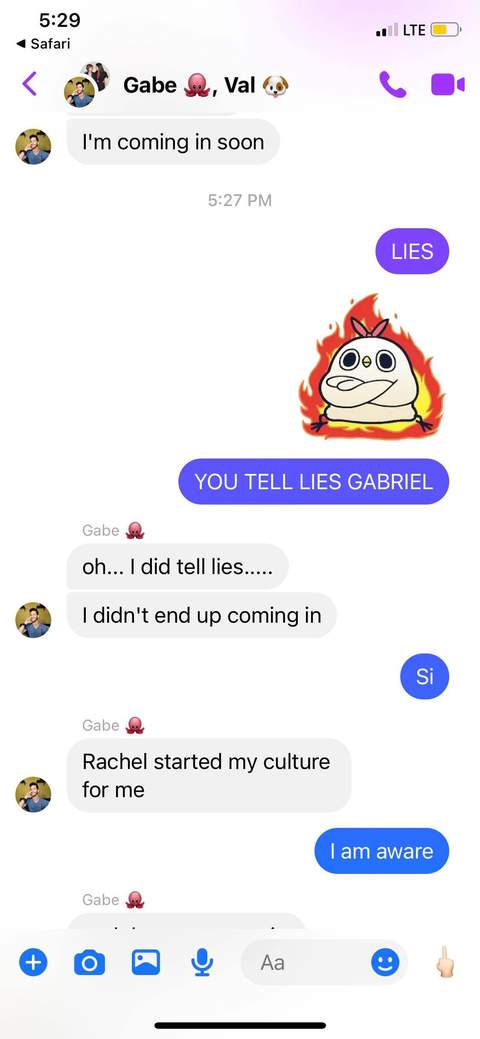 5:29
LTE
Safari
Gabe 🐙, Val 🐶
I'm coming in soon
5:27 PM
LIES
YOU TELL LIES GABRIEL
Gabe 🐙
oh... I did tell lies.....
I didn't end up coming in
Si
Gabe 🐙
Rachel started my culture
for me
I am aware
Gabe 🐙
Aa